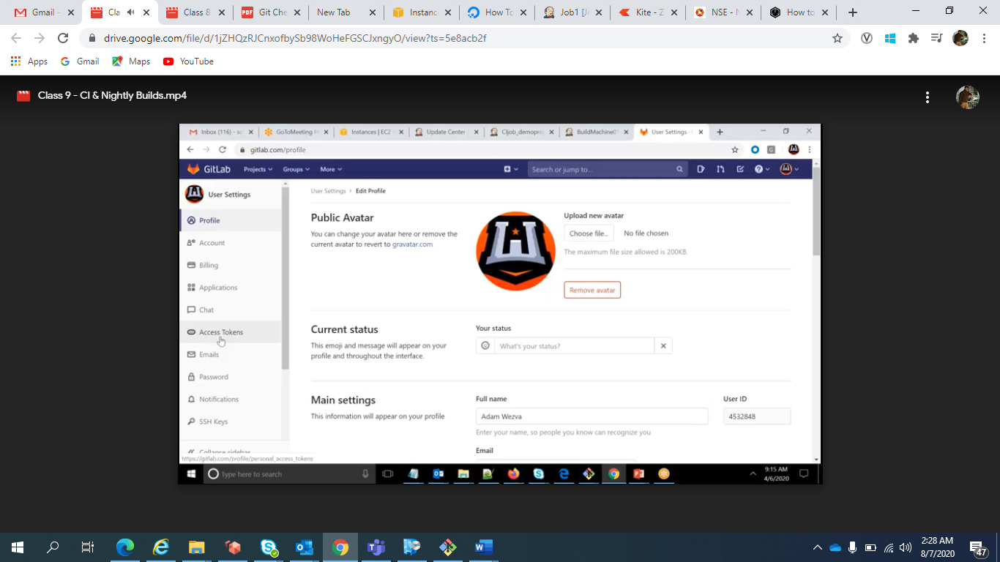 Gmail -
Cla
Class 8
Git Che
New Tab
Instanc
How To
Job1 [Je
Kite - Z
NSE - N
How to
drive.google.com/file/d/1jZHQzRJCnxofbySb98WoHeFGSCJxngyO/view?ts=5e8acb2f
Apps
Gmail
Maps
YouTube
Class 9 - CI & Nightly Builds.mp4
Inbox (116) - sc
GoToMeeting H
Instances | EC2
Update Center
CIjob_demoproj
BuildMachine01
User Settings -
gitlab.com/profile
GitLab
Projects
Groups
More
Search or jump to...
User Settings
User Settings > Edit Profile
Profile
Account
Billing
Applications
Chat
Access Tokens
Emails
Password
Notifications
SSH Keys
Collapse sidebar
https://gitlab.com/profile/personal_access_tokens
Public Avatar
You can change your avatar here or remove the
current avatar to revert to gravatar.com
Upload new avatar
Choose file...
No file chosen
The maximum file size allowed is 200KB.
Remove avatar
Current status
This emoji and message will appear on your
profile and throughout the interface.
Your status
What's your status?
Main settings
This information will appear on your profile
Full name
Adam Wezva
Enter your name, so people you know can recognize you
User ID
4532848
Email
Type here to search
9:15 AM
4/6/2020
2:28 AM
8/7/2020
47